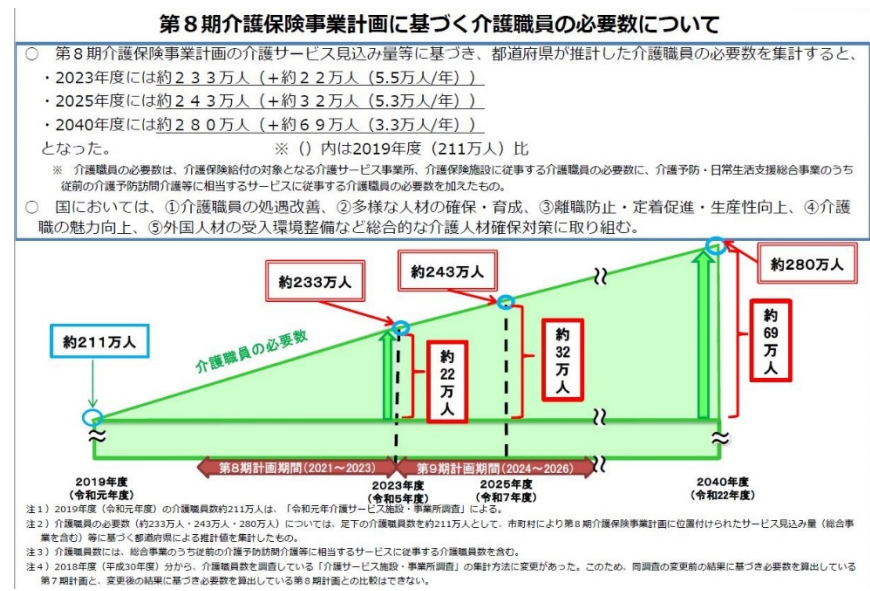 第８期介護保険事業計画に基づく介護職員の必要数について
○　第８期介護保険事業計画の介護サービス見込み量等に基づき、都道府県が推計した介護職員の必要数を集計すると、
・2023年度には約２３３万人（＋約２２万人（5.5万人/年））
・2025年度には約２４３万人（＋約３２万人（5.3万人/年））
・2040年度には約２８０万人（＋約６９万人（3.3万人/年））
となった。　※（）内は2019年度（211万人）比
※　介護職員の必要数は、介護保険給付の対象となる介護サービス事業所、介護保険施設に従事する介護職員の必要数に、介護予防・日常生活支援総合事業のうち
従前の介護予防訪問介護等に相当するサービスに従事する介護職員の必要数を加えたもの。
○　国においては、①介護職員の処遇改善、②多様な人材の確保・育成、③離職防止・定着促進・生産性向上、④介護
職の魅力向上、⑤外国人材の受入環境整備など総合的な介護人材確保対策に取り組む。
約211万人
約233万人
約243万人
約280万人
介護職員の必要数
約22万人
約32万人
約69万人
第８期計画期間（2021～2023）
第９期計画期間（2024～2026）
2019年度
（令和元年度）
2023年度
（令和5年度）
2025年度
（令和7年度）
2040年度
（令和22年度）
注１）2019年度（令和元年度）の介護職員数約211万人は、「令和元年介護サービス施設・事業所調査」による。
注２）介護職員の必要数（約233万人・243万人・280万人）については、足下の介護職員数を約211万人として、市町村により第８期介護保険事業計画に位置付けられたサービス見込み量（総合事
業を含む）等に基づく都道府県による推計値を集計したもの。
注３）介護職員数には、総合事業のうち従前の介護予防訪問介護等に相当するサービスに従事する介護職員数を含む。
注４）2018年度（平成30年度）分から、介護職員数を調査している「介護サービス施設・事業所調査」の集計方法に変更があった。このため、同調査の変更前の結果に基づき必要数を算出している
第７期計画と、変更後の結果に基づき必要数を算出している第８期計画との比較はできない。